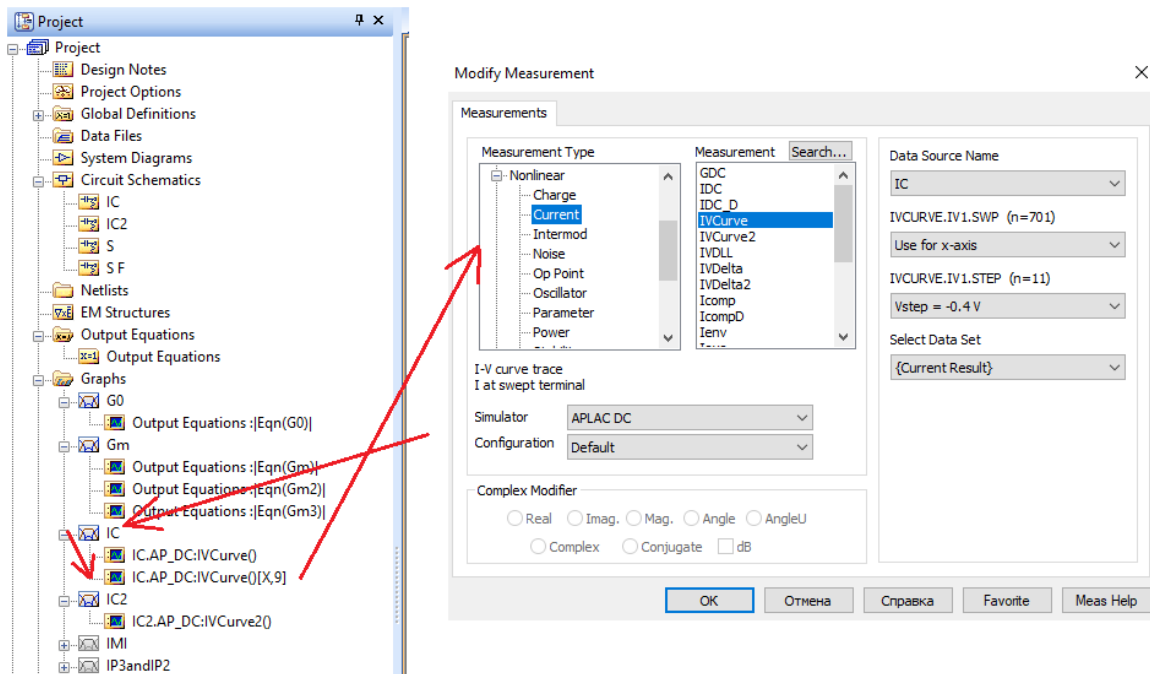 Project
Project
Design Notes
Project Options
Global Definitions
Data Files
System Diagrams
Circuit Schematics
IC
IC2
S
S F
Netlists
EM Structures
Output Equations
Output Equations
Graphs
G0
Output Equations :|Eqn(G0)|
Gm
Output Equations :|Eqn(Gm)|
Output Equations :|Eqn(Gm2)|
Output Equations :|Eqn(Gm3)|
IC
IC.AP_DC:IVCurve()
IC.AP_DC:IVCurve()[X,9]
IC2
IC2.AP_DC:IVCurve2()
IMI
IP3andIP2
Modify Measurement
Measurements
Measurement Type
Nonlinear
Charge
Current
Intermod
Noise
Op Point
Oscillator
Parameter
Power
Measurement Search...
GDC
IDC
IDC_D
IVCurve
IVCurve2
IVDLL
IVDelta
IVDelta2
Icomp
IcompD
Ienv
I-V curve trace
I at swept terminal
Simulator APLAC DC
Configuration Default
Complex Modifier
Real Imag. Mag. Angle AngleU
Complex Conjugate dB
Data Source Name
IC
IVCURVE.IV1.SWP (n=701)
Use for x-axis
IVCURVE.IV1.STEP (n=11)
Vstep = -0.4 V
Select Data Set
{Current Result}
OK Отмена Справка Favorite Meas Help